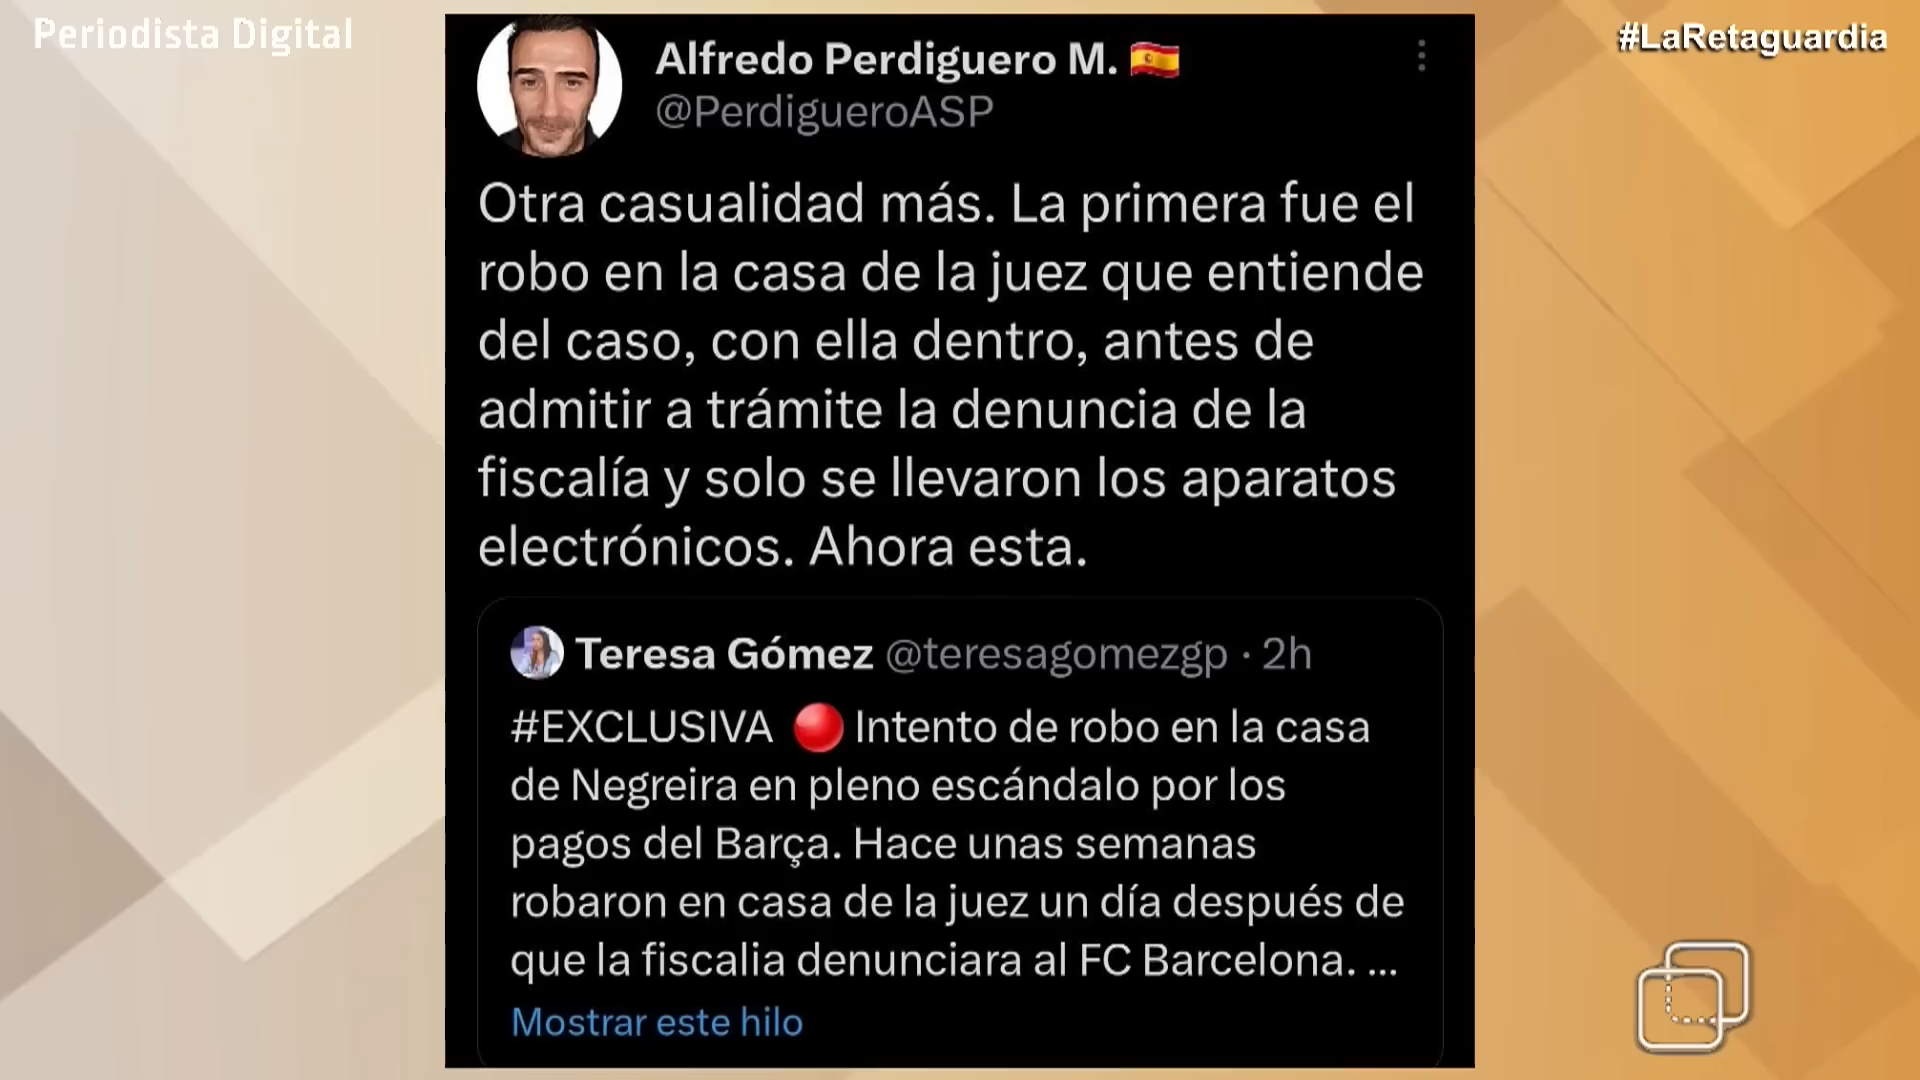 Periodista Digital
#LaRetaguardia
Alfredo Perdiguero M. 🇪🇸
@PerdigueroASP
Otra casualidad más. La primera fue el
robo en la casa de la juez que entiende
del caso, con ella dentro, antes de
admitir a trámite la denuncia de la
fiscalía y solo se llevaron los aparatos
electrónicos. Ahora esta.
Teresa Gómez @teresagomezgp · 2h
#EXCLUSIVA 🔴 Intento de robo en la casa
de Negreira en pleno escándalo por los
pagos del Barça. Hace unas semanas
robaron en casa de la juez un día después de
que la fiscalia denunciara al FC Barcelona. ...
Mostrar este hilo